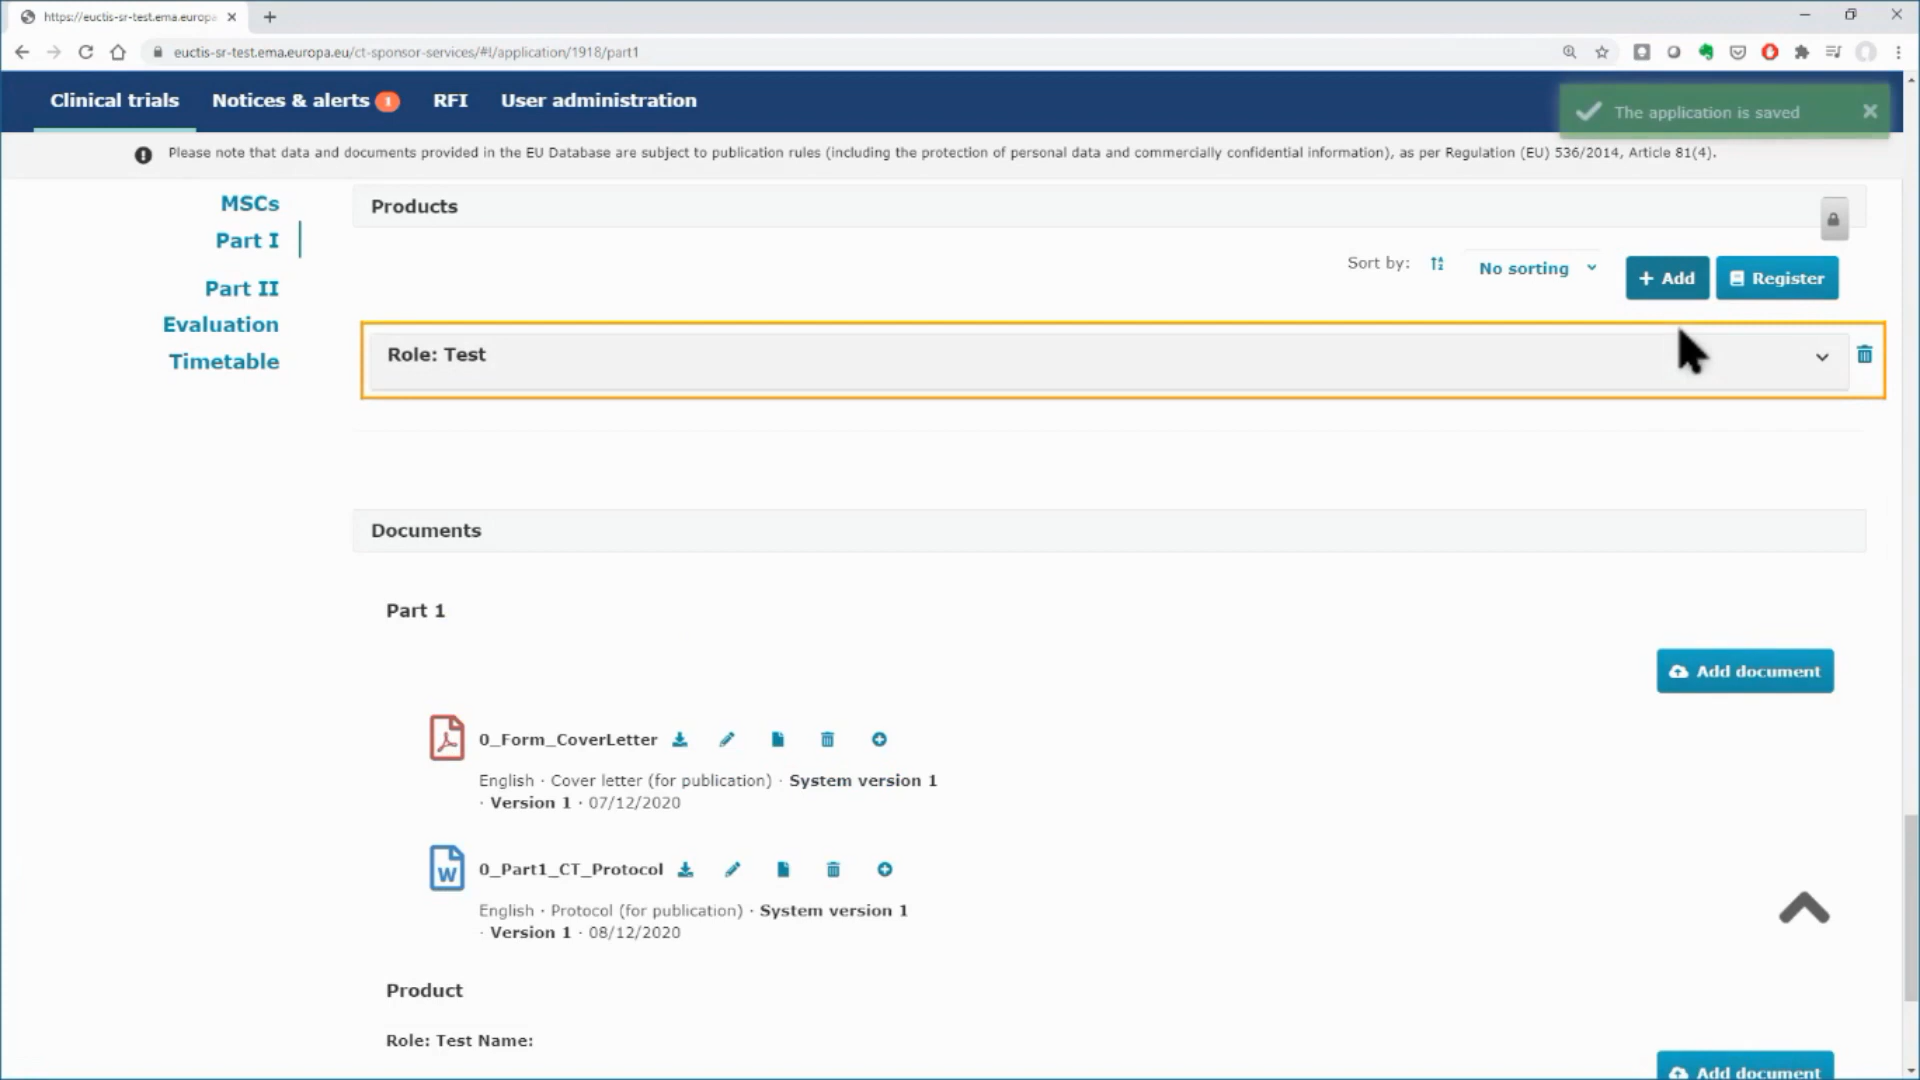 https://euctis-sr-test.ema.europa
euctis-sr-test.ema.europa.eu/ct-sponsor-services/#!/application/1918/part1
Clinical trials
Notices & alerts 1
RFI
User administration
The application is saved
Please note that data and documents provided in the EU Database are subject to publication rules (including the protection of personal data and commercially confidential information), as per Regulation (EU) 536/2014, Article 81(4).
MSCs
Part I
Part II
Evaluation
Timetable
Products
Sort by:
No sorting
+ Add
Register
Role: Test
Documents
Part 1
Add document
0_Form_CoverLetter
English · Cover letter (for publication) · System version 1
· Version 1 · 07/12/2020
W
0_Part1_CT_Protocol
English · Protocol (for publication) · System version 1
· Version 1 · 08/12/2020
Product
Role: Test Name:
Add document